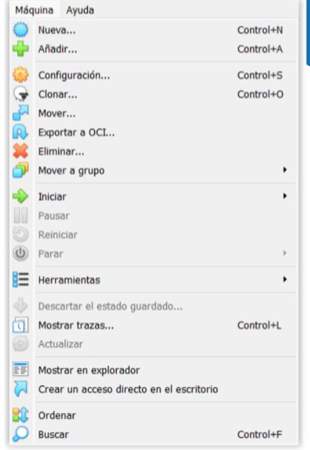 Máquina Ayuda
Nueva... Control+N
Añadir... Control+A
Configuración... Control+S
Clonar... Control+O
Mover...
Exportar a OCI...
Eliminar...
Mover a grupo
Iniciar
Pausar
Reiniciar
Parar
Herramientas
Descartar el estado guardado...
Mostrar trazas... Control+L
Actualizar
Mostrar en explorador
Crear un acceso directo en el escritorio
Ordenar
Buscar Control+F